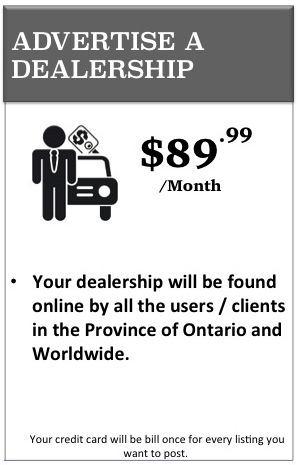 ADVERTISE A
DEALERSHIP
$
$89.99
/Month
• Your dealership will be found
online by all the users / clients
in the Province of Ontario and
Worldwide.
Your credit card will be bill once for every listing you
want to post.